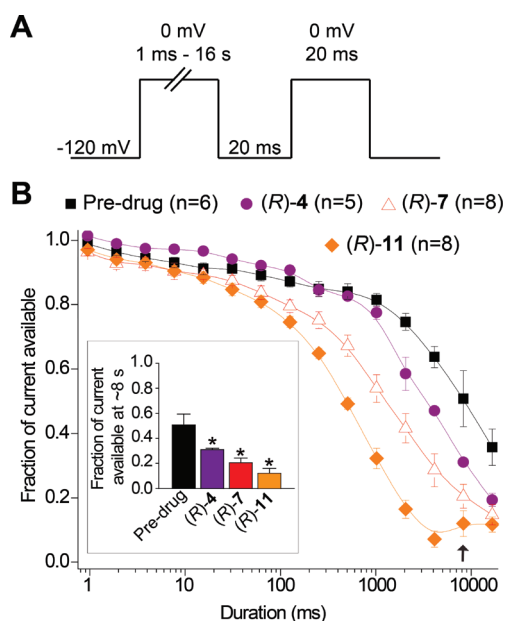 A
0 mV
1 ms - 16 s
0 mV
20 ms
-120 mV
20 ms
B
Pre-drug (n=6)
(R)-4 (n=5)
(R)-7 (n=8)
(R)-11 (n=8)
Fraction of current available
1.0
0.8
0.6
0.4
0.2
0.0
Fraction of current
available at ~8 s
1.0
0.8
0.6
0.4
0.2
0.0
* * *
Pre-drug
(R)-4
(R)-7
(R)-11
1 10 100 1000 10000
Duration (ms)